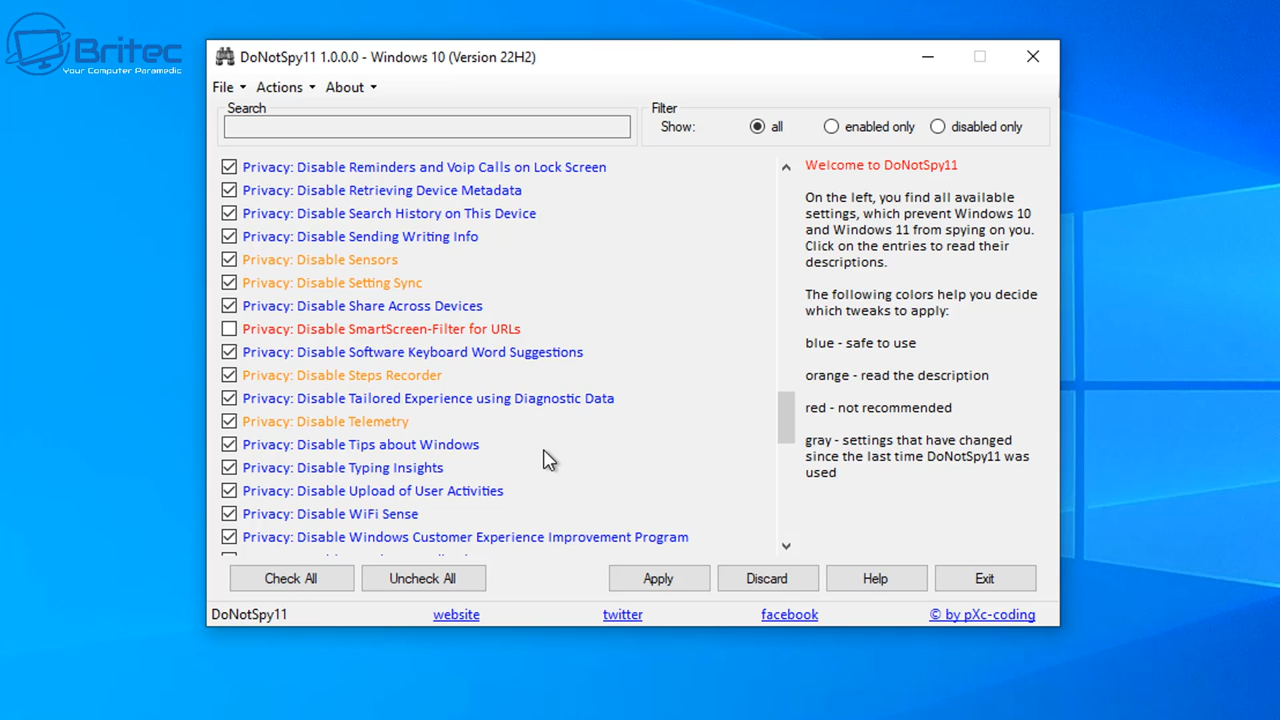 Britec
Your Computer Paramedic
DoNotSpy11 1.0.0.0 - Windows 10 (Version 22H2)
File Actions About
Search
Filter
Show: all enabled only disabled only
Privacy: Disable Reminders and Voip Calls on Lock Screen
Privacy: Disable Retrieving Device Metadata
Privacy: Disable Search History on This Device
Privacy: Disable Sending Writing Info
Privacy: Disable Sensors
Privacy: Disable Setting Sync
Privacy: Disable Share Across Devices
Privacy: Disable SmartScreen-Filter for URLs
Privacy: Disable Software Keyboard Word Suggestions
Privacy: Disable Steps Recorder
Privacy: Disable Tailored Experience using Diagnostic Data
Privacy: Disable Telemetry
Privacy: Disable Tips about Windows
Privacy: Disable Typing Insights
Privacy: Disable Upload of User Activities
Privacy: Disable WiFi Sense
Privacy: Disable Windows Customer Experience Improvement Program
Welcome to DoNotSpy11
On the left, you find all available
settings, which prevent Windows 10
and Windows 11 from spying on you.
Click on the entries to read their
descriptions.
The following colors help you decide
which tweaks to apply:
blue - safe to use
orange - read the description
red - not recommended
gray - settings that have changed
since the last time DoNotSpy11 was
used
Check All Uncheck All Apply Discard Help Exit
DoNotSpy11 website twitter facebook © by pXc-coding